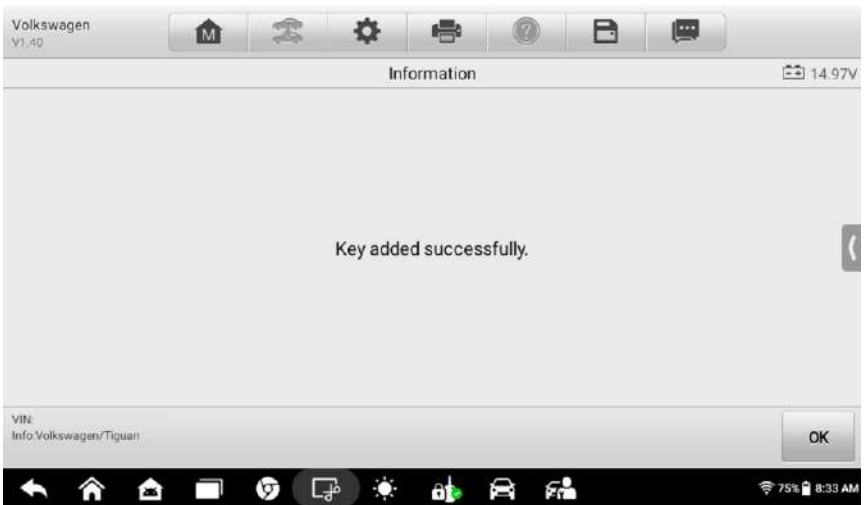 Volkswagen
V1.40
M
Information
14.97V
Key added successfully.
VIN:
Info:Volkswagen/Tiguan
OK
75% 8:33 AM